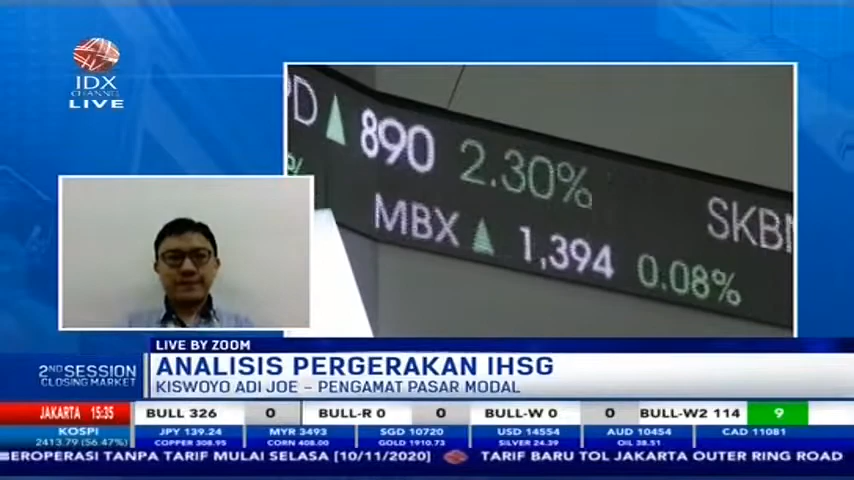 IDX
CHANNEL
LIVE
PD ▲ 890 2.30%
%
MBX ▲ 1,394 0.08%
SKBM
LIVE BY ZOOM
2ND SESSION
CLOSING MARKET
ANALISIS PERGERAKAN IHSG
KISWOYO ADI JOE – PENGAMAT PASAR MODAL
JAKARTA 15:35
BULL 326 0 BULL-R 0 0 BULL-W 0 0 BULL-W2 114 9
KOSPI
2413.79 (56.47%)
JPY 139.24 MYR 3493 SGD 10720 USD 14554 AUD 10454 CAD 11081
COPPER 308.95 CORN 408.00 GOLD 1910.73 SILVER 24.39 OIL 38.51
BEROPERASI TANPA TARIF MULAI SELASA (10/11/2020) TARIF BARU TOL JAKARTA OUTER RING ROAD